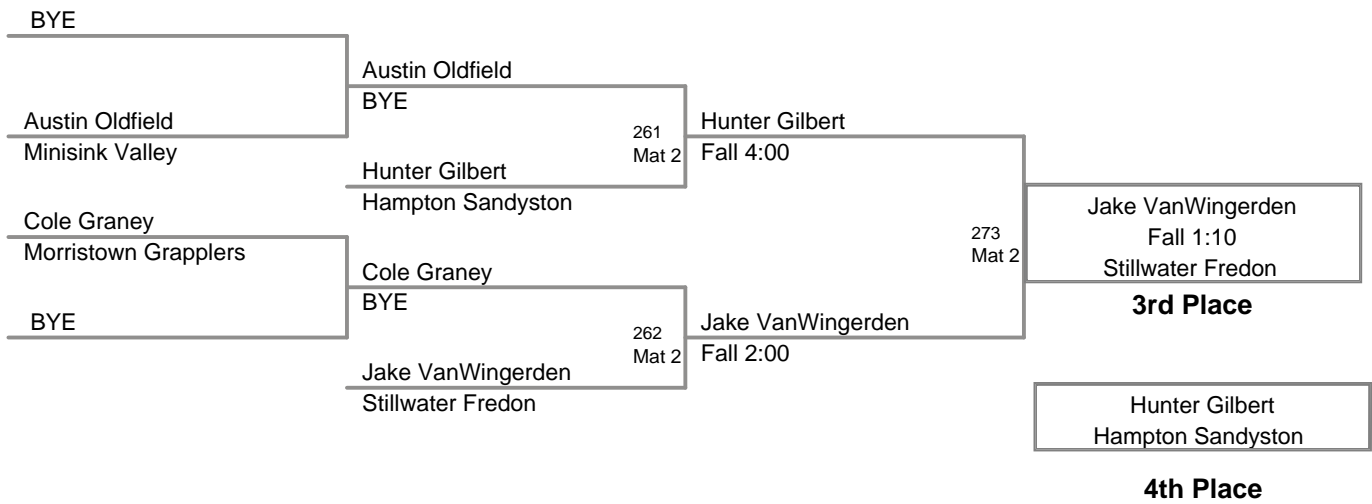 BYE
Austin Oldfield
BYE
Austin Oldfield
Minisink Valley
261
Mat 2
Hunter Gilbert
Fall 4:00
Hunter Gilbert
Hampton Sandyston
Cole Graney
Morristown Grapplers
273
Mat 2
Jake VanWingerden
Fall 1:10
Stillwater Fredon
3rd Place
Cole Graney
BYE
BYE
262
Mat 2
Jake VanWingerden
Fall 2:00
Jake VanWingerden
Stillwater Fredon
Hunter Gilbert
Hampton Sandyston
4th Place